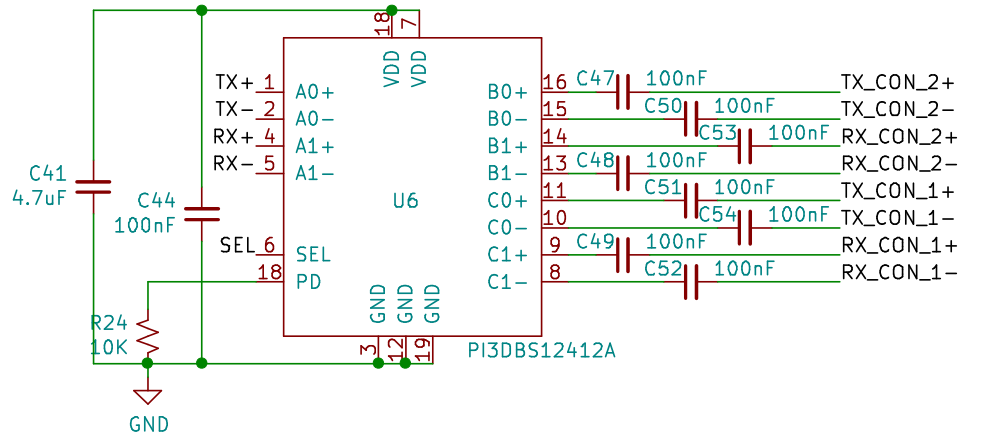 18 7
VDD VDD
TX+ 1 A0+ B0+ 16 C47 100nF TX_CON_2+
TX- 2 A0- B0- 15 C50 100nF TX_CON_2-
RX+ 4 A1+ B1+ 14 C53 100nF RX_CON_2+
RX- 5 A1- B1- 13 C48 100nF RX_CON_2-
C41
4.7uF
C44
100nF
U6
C0+ 11 C51 100nF TX_CON_1+
C0- 10 C54 100nF TX_CON_1-
SEL 6 SEL C1+ 9 C49 100nF RX_CON_1+
18 PD C1- 8 C52 100nF RX_CON_1-
GND GND GND
R24
10K
3 12 19
PI3DBS12412A
GND